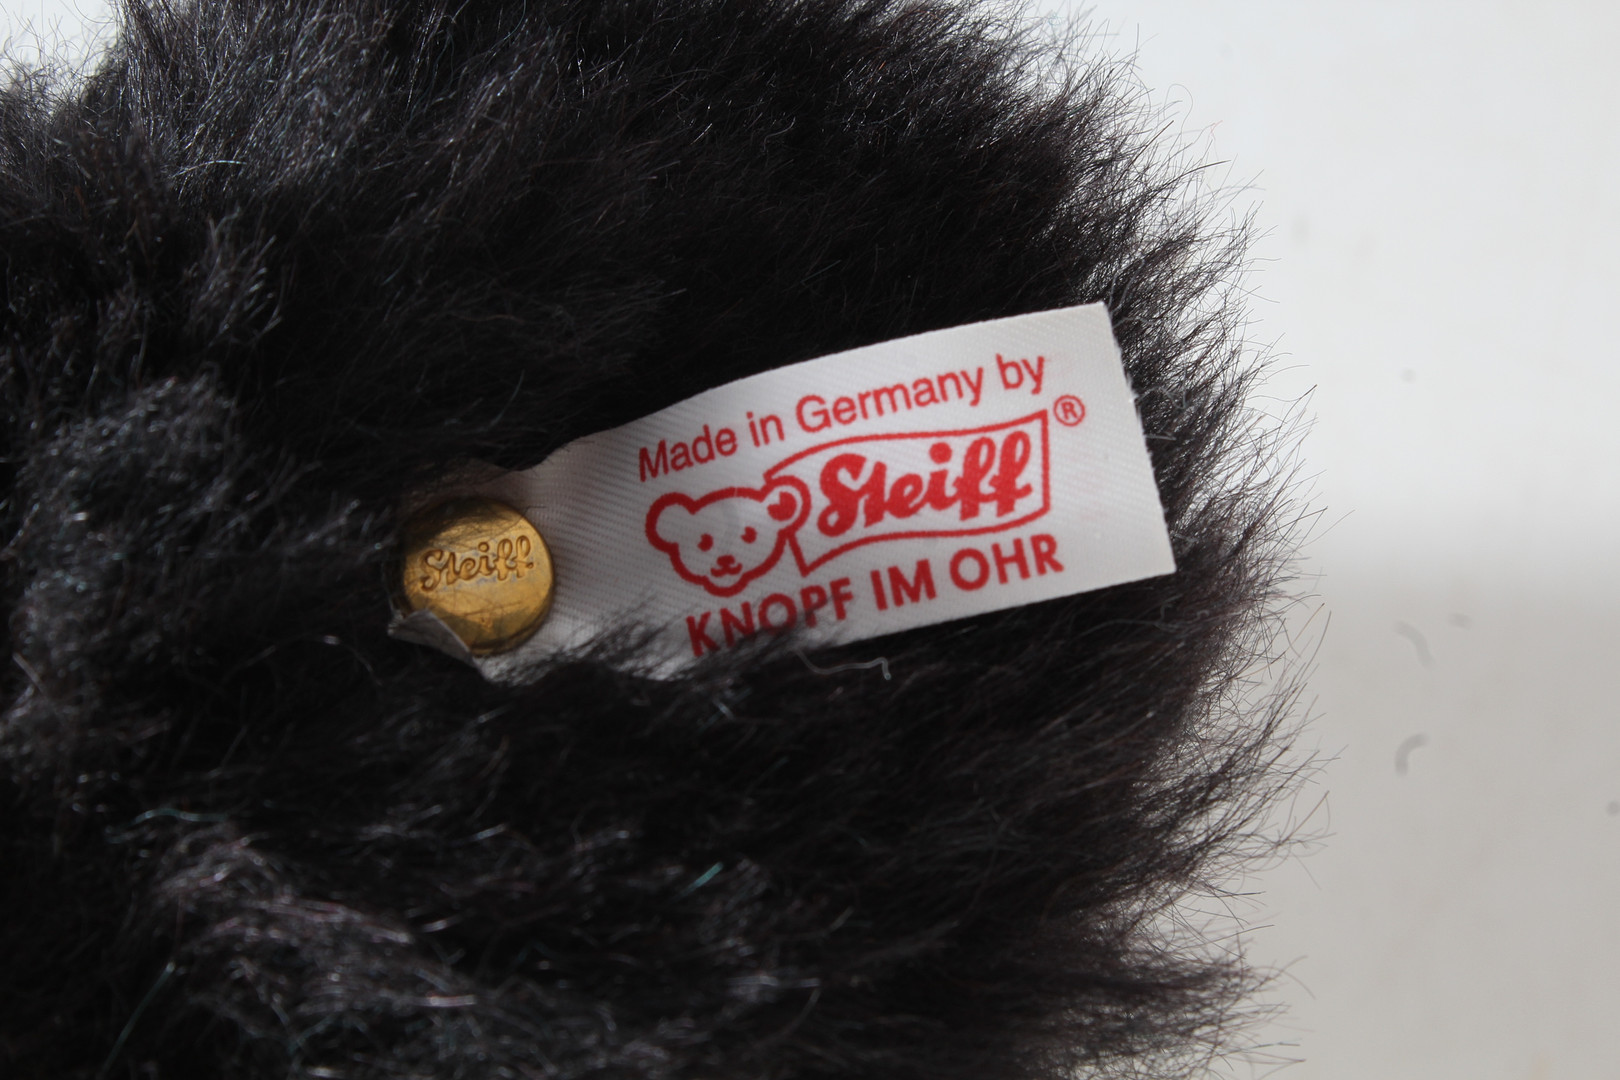 Made in Germany by
Steiff®
KNOPF IM OHR
Steiff